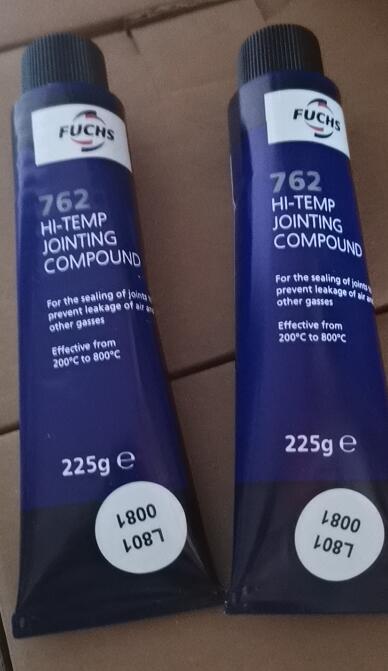 FUCHS
762
HI-TEMP
JOINTING
COMPOUND
For the sealing of joints
prevent leakage of air
other gasses
Effective from
200°C to 800°C
225g e
L801
0081
FUCHS
762
HI-TEMP
JOINTING
COMPOUND
For the sealing of joints
prevent leakage of air
other gasses
Effective from
200°C to 800°C
225g e
L801
0081